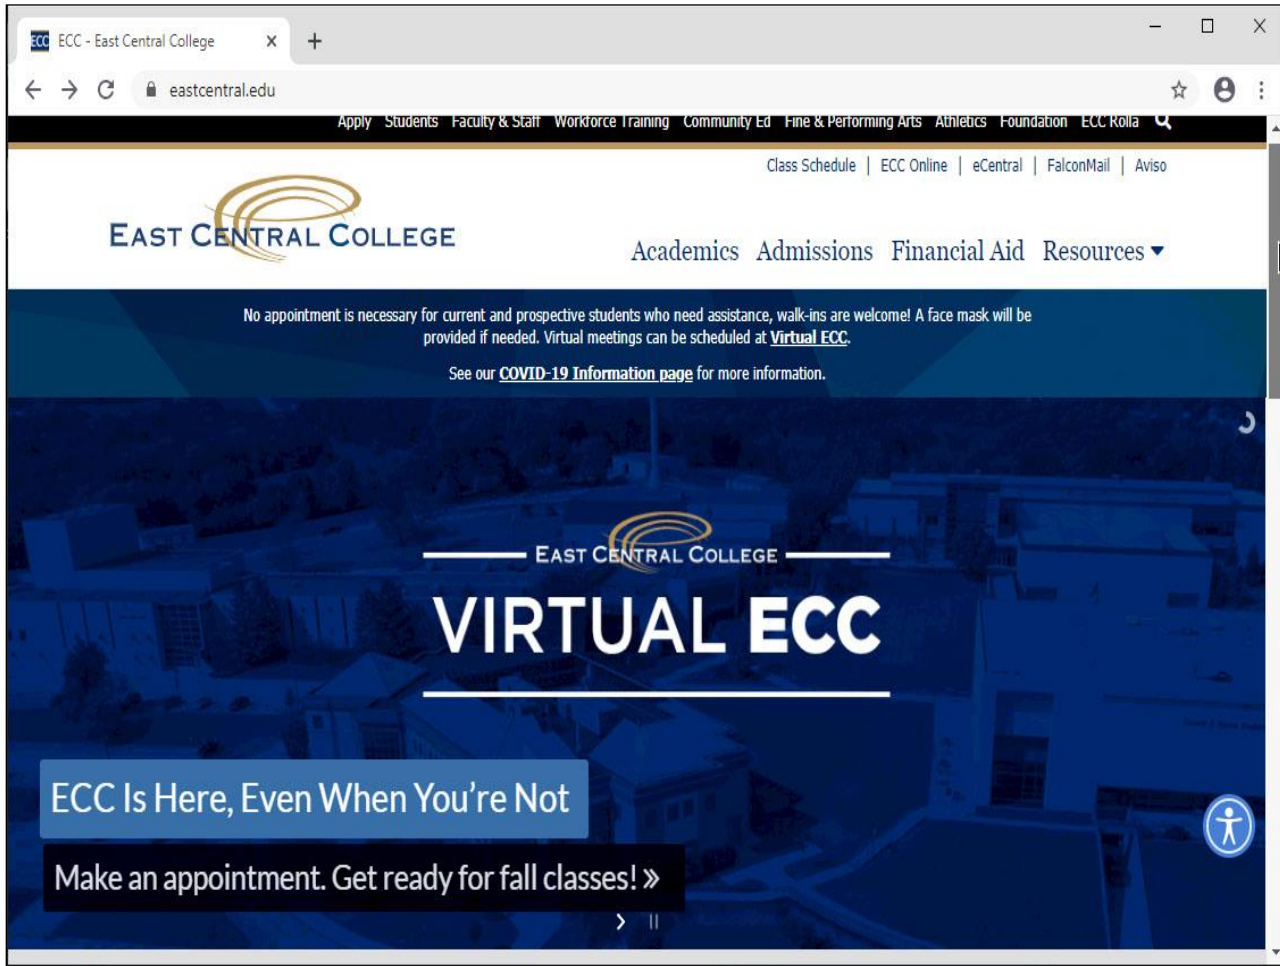 ECC ECC - East Central College
eastcentral.edu
Apply Students Faculty & Staff Workforce Training Community Ed Fine & Performing Arts Athletics Foundation ECC Rolla
Class Schedule | ECC Online | eCentral | FalconMail | Aviso
EAST CENTRAL COLLEGE
Academics Admissions Financial Aid Resources
No appointment is necessary for current and prospective students who need assistance, walk-ins are welcome! A face mask will be
provided if needed. Virtual meetings can be scheduled at Virtual ECC.
See our COVID-19 Information page for more information.
EAST CENTRAL COLLEGE
VIRTUAL ECC
ECC Is Here, Even When You're Not
Make an appointment. Get ready for fall classes! »